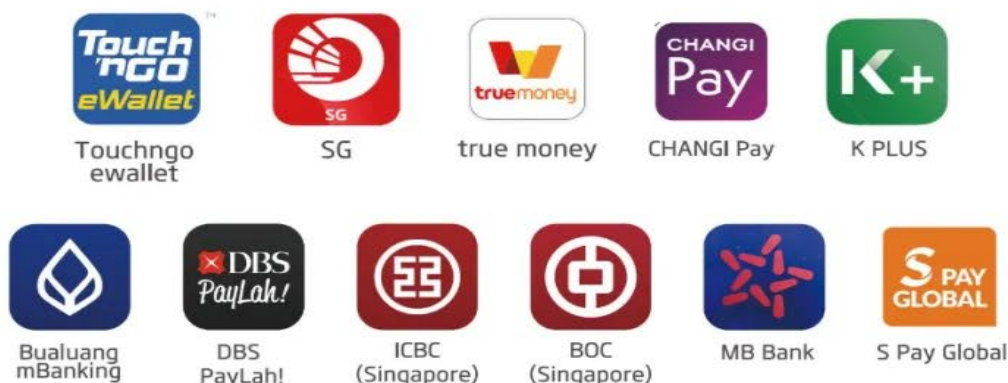 Touch
'nGO
eWallet
™
SG
truemoney
CHANGI
Pay
K+
Touchngo
ewallet
SG
true money
CHANGI Pay
K PLUS
DBS
PayLah!
S PAY
GLOBAL
Bualuang
mBanking
DBS
PayLah!
ICBC
(Singapore)
BOC
(Singapore)
MB Bank
S Pay Global